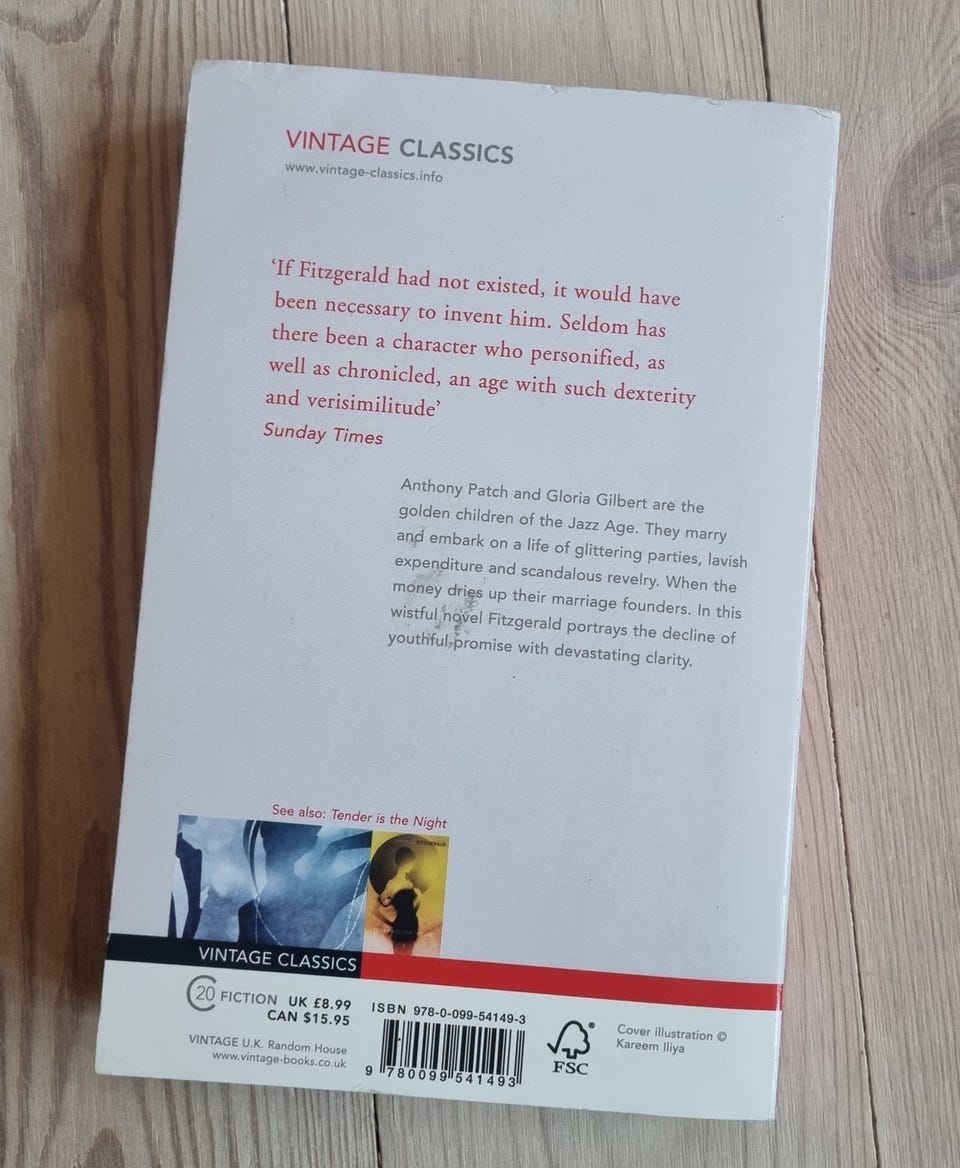 VINTAGE CLASSICS
www.vintage-classics.info
‘If Fitzgerald had not existed, it would have
been necessary to invent him. Seldom has
there been a character who personified, as
well as chronicled, an age with such dexterity
and verisimilitude’
Sunday Times
Anthony Patch and Gloria Gilbert are the
golden children of the Jazz Age. They marry
and embark on a life of glittering parties, lavish
expenditure and scandalous revelry. When the
money dries up their marriage founders. In this
wistful novel Fitzgerald portrays the decline of
youthful promise with devastating clarity.
See also: Tender is the Night
FITZGERALD
VINTAGE CLASSICS
C20 FICTION UK £8.99
CAN $15.95
VINTAGE U.K. Random House
www.vintage-books.co.uk
ISBN 978-0-099-54149-3
9 780099 541493
FSC
®
Cover illustration ©
Kareem Iliya